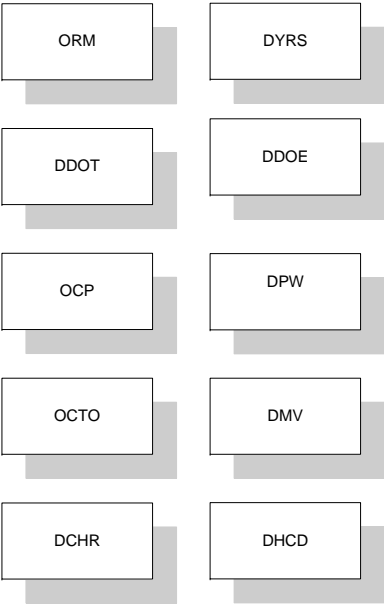 ORM
DYRS
DDOT
DDOE
OCP
DPW
OCTO
DMV
DCHR
DHCD